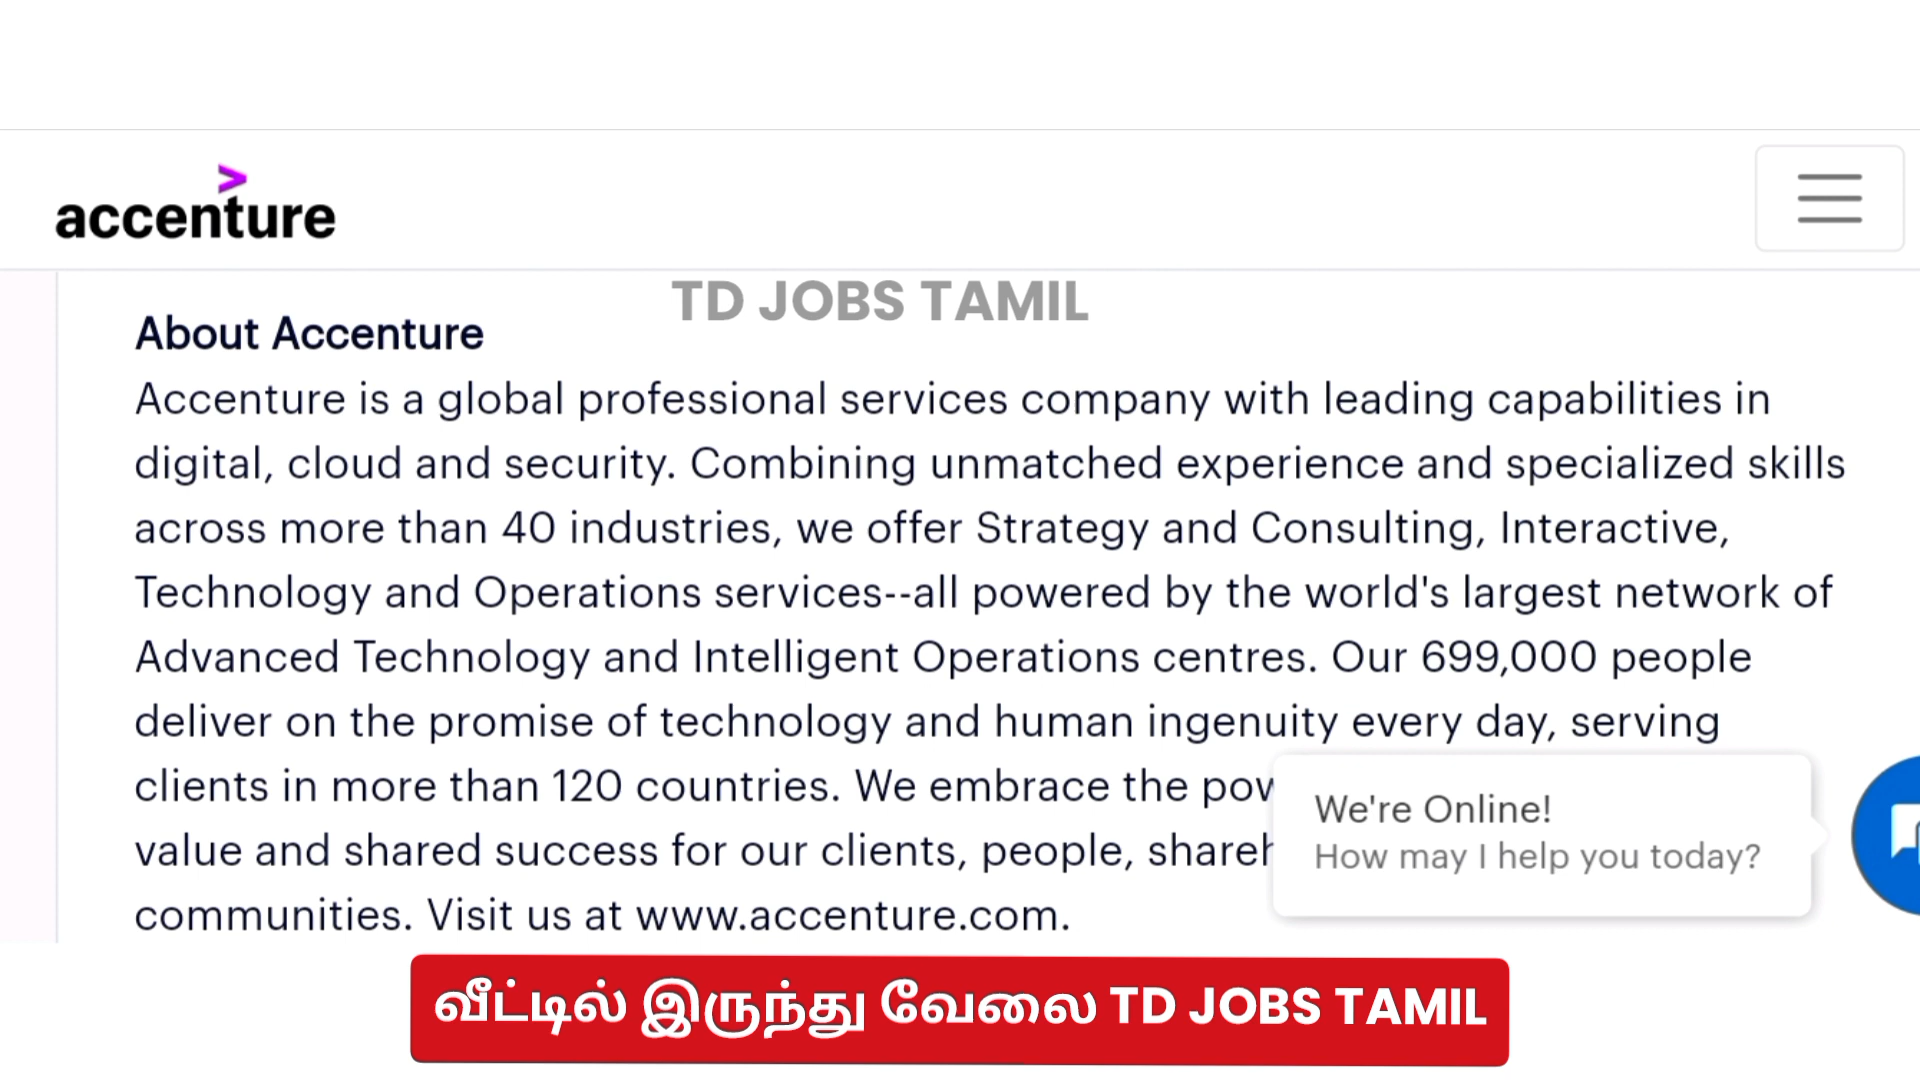 accenture
TD JOBS TAMIL
About Accenture
Accenture is a global professional services company with leading capabilities in
digital, cloud and security. Combining unmatched experience and specialized skills
across more than 40 industries, we offer Strategy and Consulting, Interactive,
Technology and Operations services--all powered by the world's largest network of
Advanced Technology and Intelligent Operations centres. Our 699,000 people
deliver on the promise of technology and human ingenuity every day, serving
clients in more than 120 countries. We embrace the
value and shared success for our clients, people,
communities. Visit us at www.accenture.com.
We're Online!
How may I help you today?
வீட்டில் இருந்து வேலை TD JOBS TAMIL